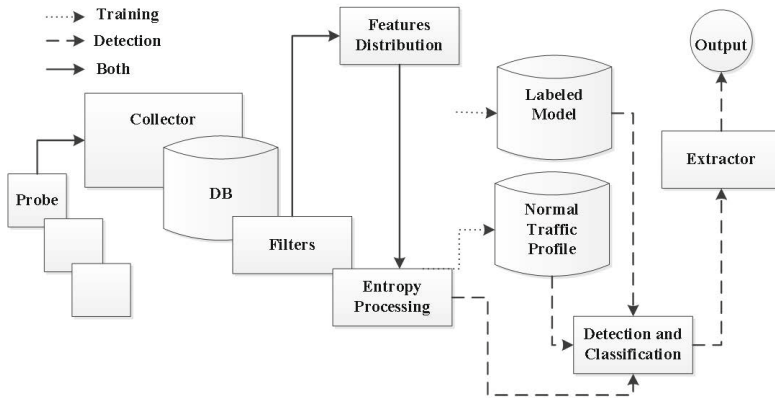 Training
Detection
Both
Features
Distribution
Output
Collector
Labeled
Model
Extractor
Probe
DB
Normal
Traffic
Profile
Filters
Entropy
Processing
Detection and
Classification